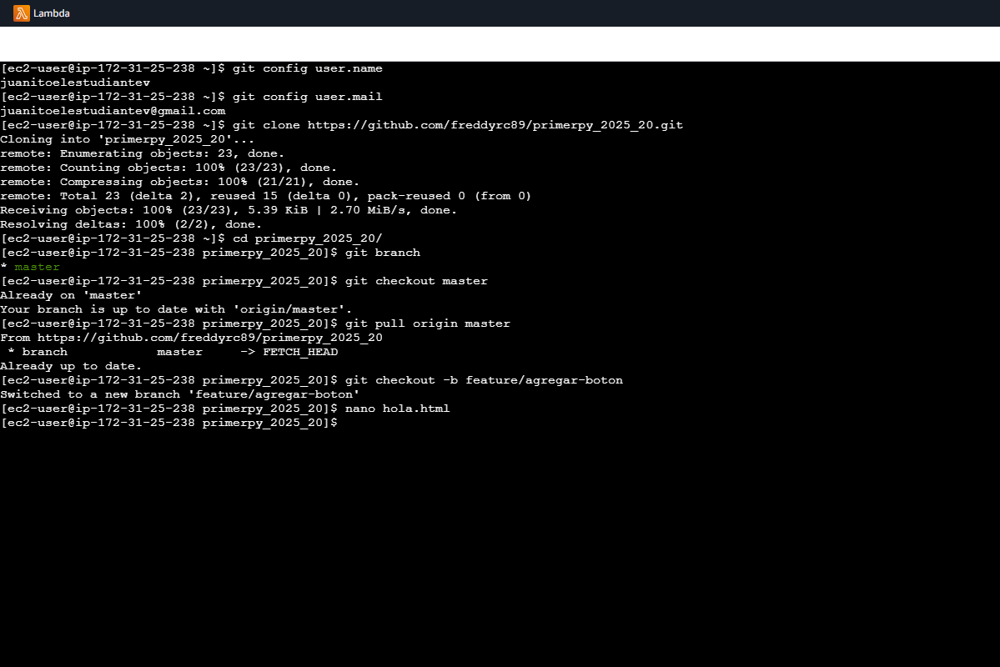 Lambda
[ec2-user@ip-172-31-25-238 ~]$ git config user.name
juanitoelestudiantev
[ec2-user@ip-172-31-25-238 ~]$ git config user.mail
juanitoelestudiantev@gmail.com
[ec2-user@ip-172-31-25-238 ~]$ git clone https://github.com/freddyrc89/primerpy_2025_20.git
Cloning into 'primerpy_2025_20'...
remote: Enumerating objects: 23, done.
remote: Counting objects: 100% (23/23), done.
remote: Compressing objects: 100% (21/21), done.
remote: Total 23 (delta 2), reused 15 (delta 0), pack-reused 0 (from 0)
Receiving objects: 100% (23/23), 5.39 KiB | 2.70 MiB/s, done.
Resolving deltas: 100% (2/2), done.
[ec2-user@ip-172-31-25-238 ~]$ cd primerpy_2025_20/
[ec2-user@ip-172-31-25-238 primerpy_2025_20]$ git branch
* master
[ec2-user@ip-172-31-25-238 primerpy_2025_20]$ git checkout master
Already on 'master'
Your branch is up to date with 'origin/master'.
[ec2-user@ip-172-31-25-238 primerpy_2025_20]$ git pull origin master
From https://github.com/freddyrc89/primerpy_2025_20
 * branch            master     -> FETCH_HEAD
Already up to date.
[ec2-user@ip-172-31-25-238 primerpy_2025_20]$ git checkout -b feature/agregar-boton
Switched to a new branch 'feature/agregar-boton'
[ec2-user@ip-172-31-25-238 primerpy_2025_20]$ nano hola.html
[ec2-user@ip-172-31-25-238 primerpy_2025_20]$